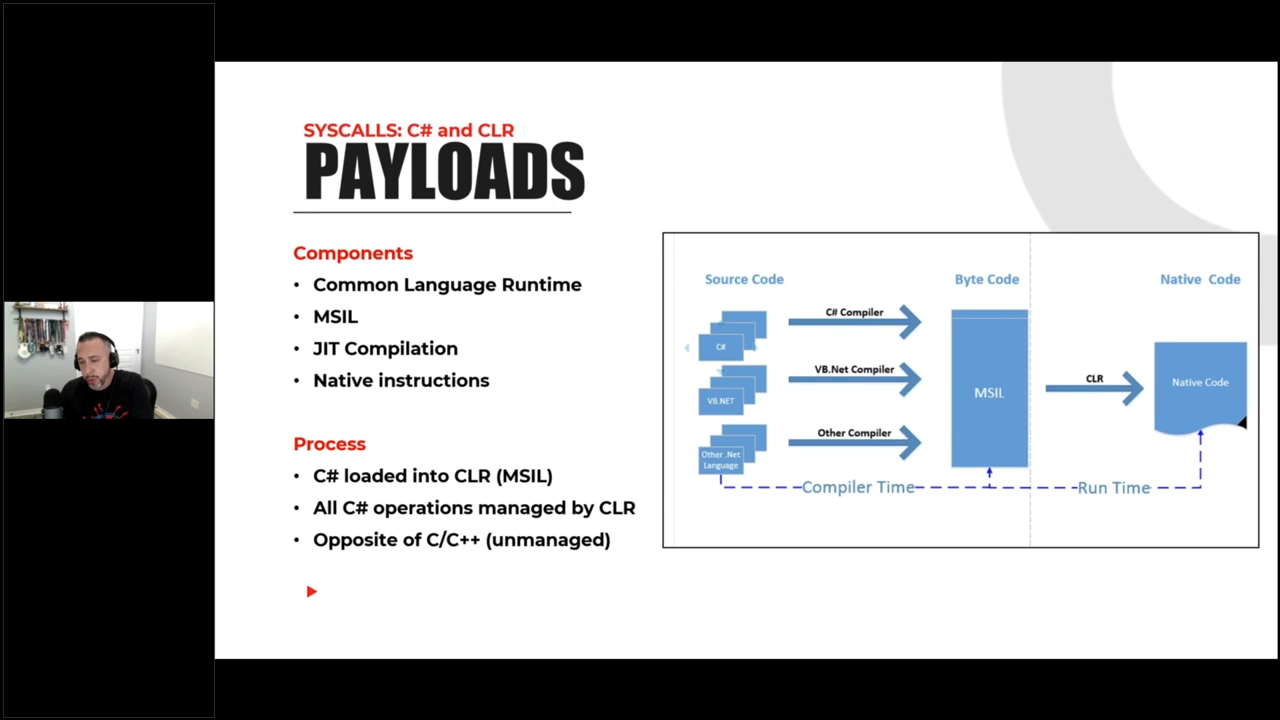 SYSCALLS: C# and CLR
PAYLOADS
Components
• Common Language Runtime
• MSIL
• JIT Compilation
• Native instructions
Process
• C# loaded into CLR (MSIL)
• All C# operations managed by CLR
• Opposite of C/C++ (unmanaged)
Source Code
Byte Code
Native Code
C#
C# Compiler
VB.NET
VB.Net Compiler
Other .Net
Language
Other Compiler
MSIL
CLR
Native Code
Compiler Time
Run Time